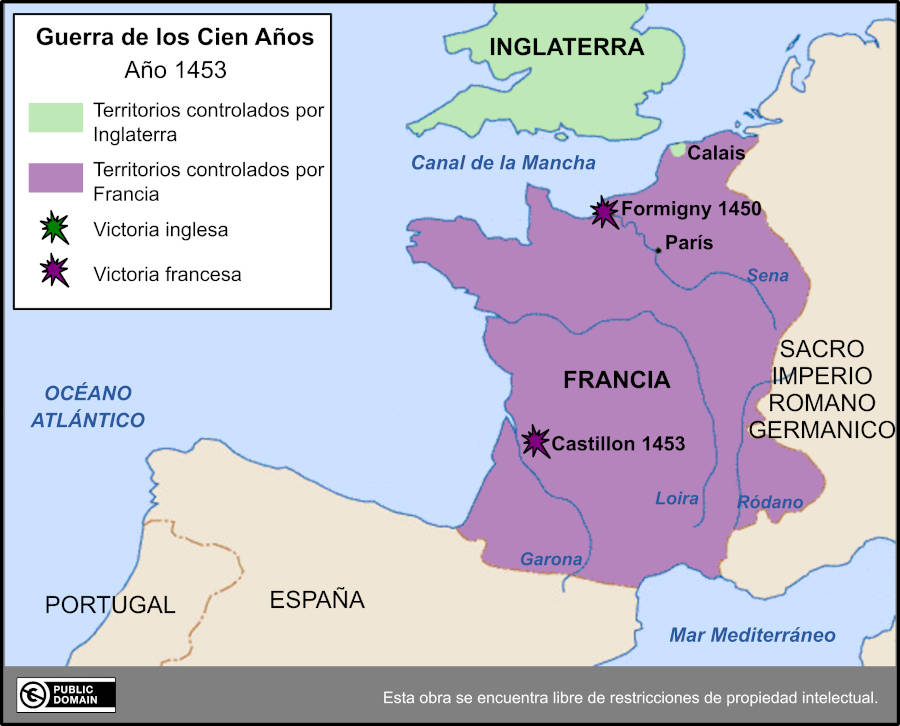 Guerra de los Cien Años
Año 1453
Territorios controlados por
Inglaterra
Territorios controlados por
Francia
Victoria inglesa
Victoria francesa
INGLATERRA
Canal de la Mancha
Calais
Formigny 1450
París
Sena
SACRO
IMPERIO
ROMANO
GERMANICO
FRANCIA
OCÉANO
ATLÁNTICO
Castillon 1453
Loira
Ródano
Garona
PORTUGAL
ESPAÑA
Mar Mediterráneo
PUBLIC
DOMAIN
Esta obra se encuentra libre de restricciones de propiedad intelectual.